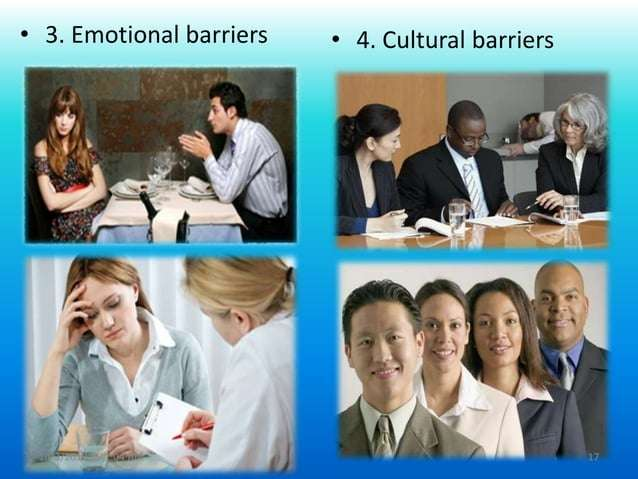 • 3. Emotional barriers
• 4. Cultural barriers
17